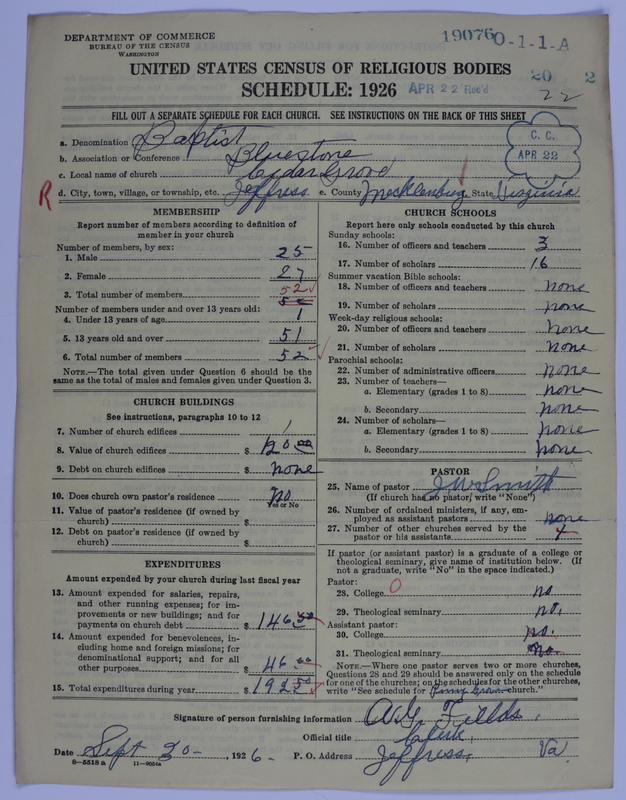 DEPARTMENT OF COMMERCE
BUREAU OF THE CENSUS
WASHINGTON
19076 0-1-1-A
UNITED STATES CENSUS OF RELIGIOUS BODIES
SCHEDULE: 1926
APR 22 Rec'd
20 2
22
FILL OUT A SEPARATE SCHEDULE FOR EACH CHURCH. SEE INSTRUCTIONS ON THE BACK OF THIS SHEET
C. C.
APR 22
a. Denomination Baptist
b. Association or Conference Bluestone
c. Local name of church Cedar Grove
R d. City, town, village, or township, etc. Jeffress e. County Mecklenburg State Virginia
MEMBERSHIP
Report number of members according to definition of
member in your church
Number of members, by sex:
1. Male 25
2. Female 27
3. Total number of members 52
52
Number of members under and over 13 years old:
4. Under 13 years of age 1
5. 13 years old and over 51
6. Total number of members 52
NOTE.—The total given under Question 6 should be the
same as the total of males and females given under Question 3.
CHURCH BUILDINGS
See instructions, paragraphs 10 to 12
7. Number of church edifices 1
8. Value of church edifices $
9. Debt on church edifices $ none
10. Does church own pastor's residence no
Yes or No
11. Value of pastor's residence (if owned by
church) $
12. Debt on pastor's residence (if owned by
church) $
EXPENDITURES
Amount expended by your church during last fiscal year
13. Amount expended for salaries, repairs,
and other running expenses; for im-
provements or new buildings; and for
payments on church debt $ 146.50
14. Amount expended for benevolences, in-
cluding home and foreign missions; for
denominational support; and for all
other purposes $ 46
15. Total expenditures during year $ 192.50
CHURCH SCHOOLS
Report here only schools conducted by this church
Sunday schools:
16. Number of officers and teachers 3
17. Number of scholars 16
Summer vacation Bible schools:
18. Number of officers and teachers none
19. Number of scholars none
Week-day religious schools:
20. Number of officers and teachers none
21. Number of scholars none
Parochial schools:
22. Number of administrative officers none
23. Number of teachers—
a. Elementary (grades 1 to 8) none
b. Secondary none
24. Number of scholars—
a. Elementary (grades 1 to 8) none
b. Secondary none
PASTOR
25. Name of pastor J W Smith
(If church has no pastor, write "None")
26. Number of ordained ministers, if any, em-
ployed as assistant pastors none
27. Number of other churches served by the
pastor or his assistants 4
If pastor (or assistant pastor) is a graduate of a college or
theological seminary, give name of institution below. (If
not a graduate, write "No" in the space indicated.)
Pastor:
28. College O no
29. Theological seminary no.
Assistant pastor:
30. College no.
31. Theological seminary no.
NOTE.—Where one pastor serves two or more churches,
Questions 28 and 29 should be answered only on the schedule
for one of the churches; on the schedules for the other churches,
write "See schedule for Grove church."
Signature of person furnishing information A. G. Fields.
Official title Clerk,
Date Sept 20 - , 1926. P. O. Address Jeffress, Va
8—5518 a 11—9054a